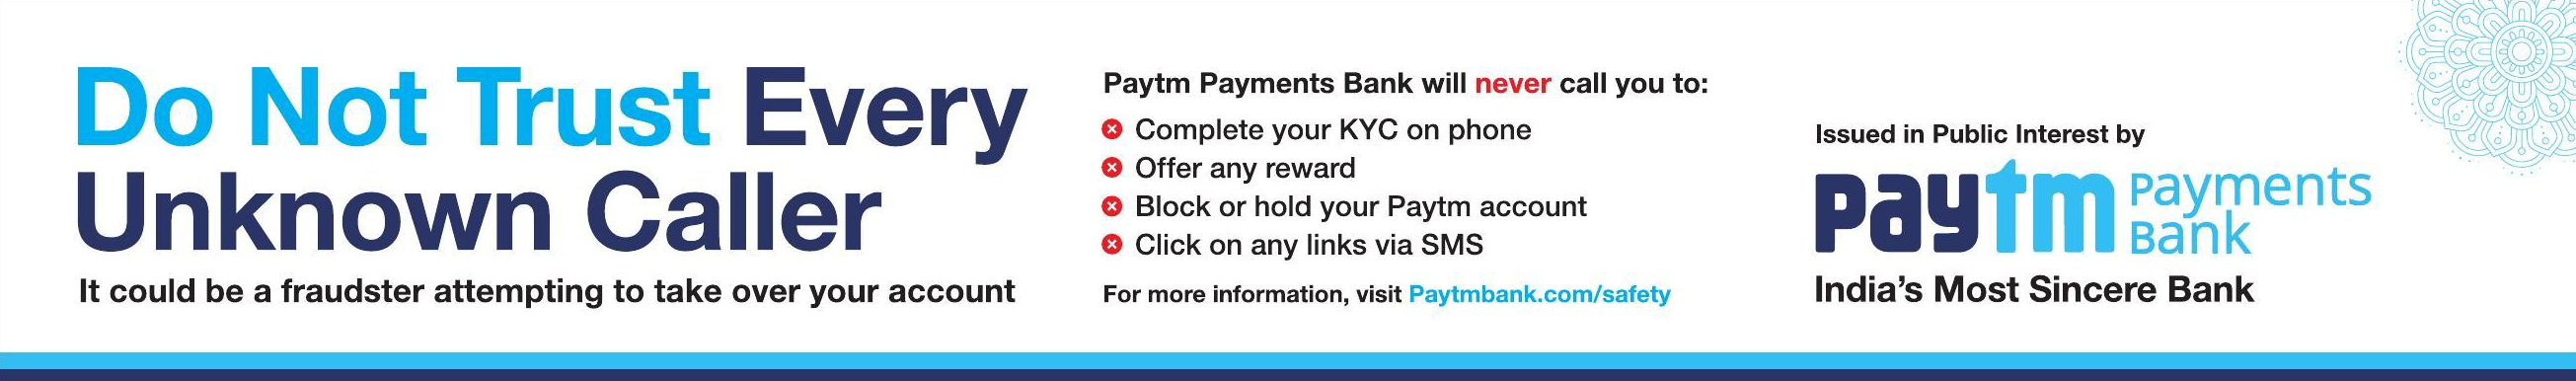 Do Not Trust Every
Unknown Caller
It could be a fraudster attempting to take over your account
Paytm Payments Bank will never call you to:
Complete your KYC on phone
Offer any reward
Block or hold your Paytm account
Click on any links via SMS
For more information, visit Paytmbank.com/safety
Issued in Public Interest by
paytm Payments
Bank
India's Most Sincere Bank